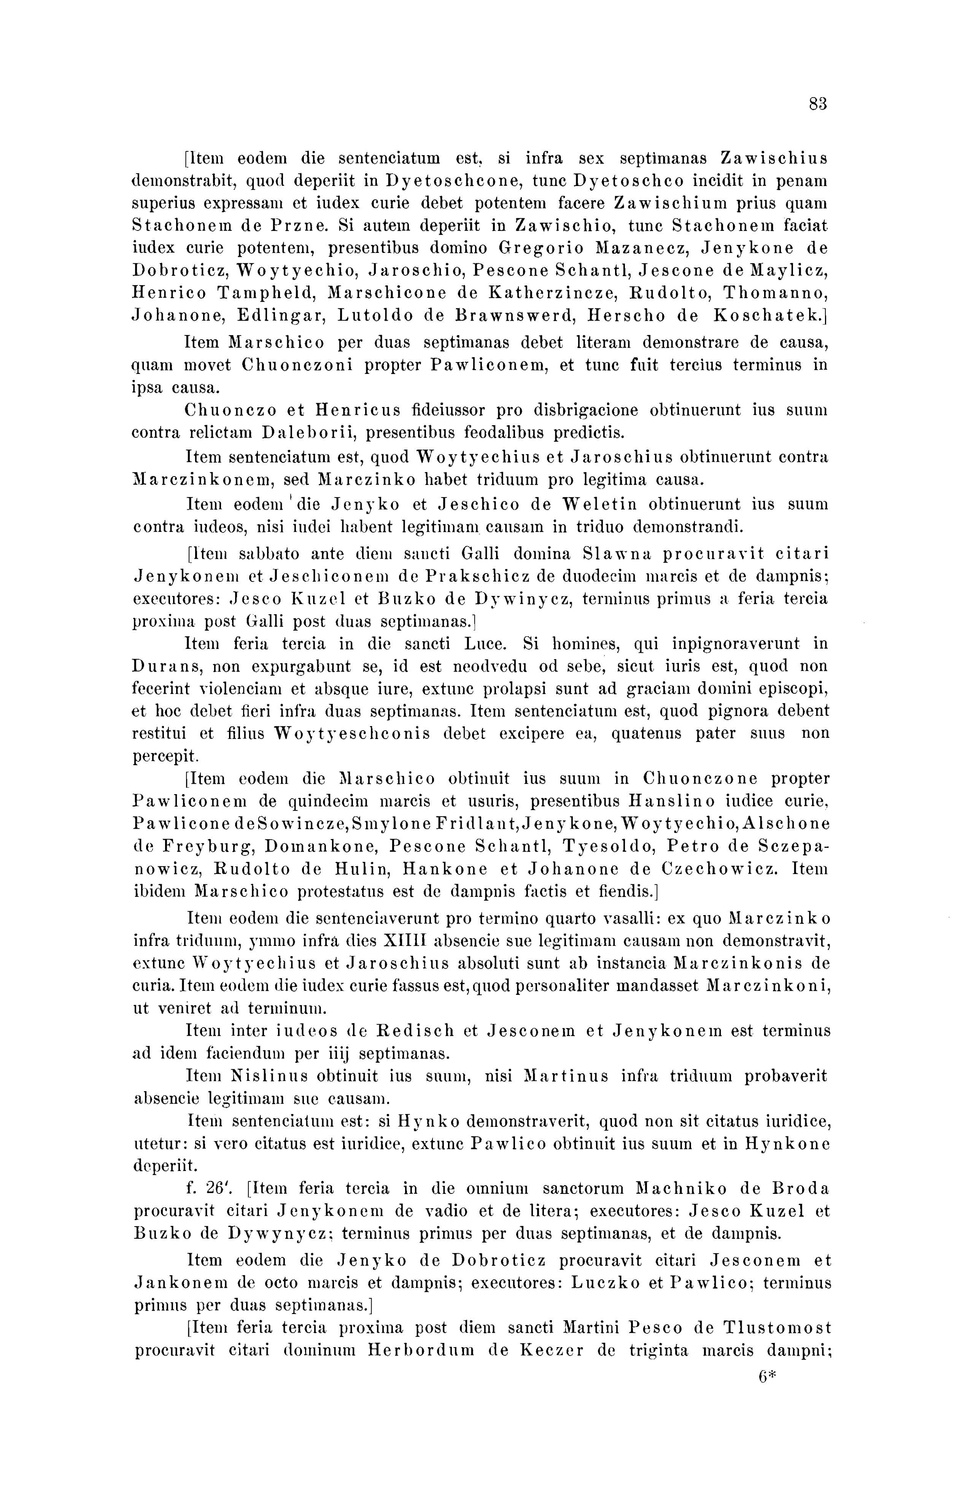 83
[Item eodem die sentenciatum est, si infra sex septimanas Zawischius
demonstrabit, quod deperiit in Dyetoschcone, tunc Dyetoschco incidit in penam
superius expressam et iudex curie debet potentem facere Zawischium prius quam
Stachonem de Przne. Si autem deperiit in Zawischio, tunc Stachonem faciat
iudex curie potentem, presentibus domino Gregorio Mazanecz, Jenykone de
Dobroticz, Woytyechio, Jaroschio, Pescone Schantl, Jescone de Maylicz,
Henrico Tampheld, Marschicone de Katherzincze, Rudolto, Thomanno,
Johanone, Edlingar, Lutoldo de Brawnswerd, Herscho de Koschatek.]
Item Marschico per duas septimanas debet literam demonstrare de causa,
quam movet Chuonczoni propter Pawliconem, et tunc fuit tercius terminus in
ipsa causa.
Chuonczo et Henricus fideiussor pro disbrigacione obtinuerunt ius suum
contra relictam Daleborii, presentibus feodalibus predictis.
Item sentenciatum est, quod Woytyechius et Jaroschius obtinuerunt contra
Marczinkonem, sed Marczinko habet triduum pro legitima causa.
Item eodem die Jenyko et Jeschico de Weletin obtinuerunt ius suum
contra iudeos, nisi iudei habent legitimam causam in triduo demonstrandi.
[Item sabbato ante diem sancti Galli domina Slawna procuravit citari
Jenykonem et Jeschiconem de Prakschicz de duodecim marcis et de dampnis;
executores: Jesco Kuzel et Buzko de Dywinycz, terminus primus a feria tercia
proxima post Galli post duas septimanas.]
Item feria tercia in die sancti Luce. Si homines, qui inpignoraverunt in
Durans, non expurgabunt se, id est neodvedu od sebe, sicut iuris est, quod non
fecerint violenciam et absque iure, extunc prolapsi sunt ad graciam domini episcopi,
et hoc debet fieri infra duas septimanas. Item sentenciatum est, quod pignora debent
restitui et filius Woytyeschconis debet excipere ea, quatenus pater suus non
percepit.
[Item eodem die Marschico obtinuit ius suum in Chuonczone propter
Pawliconem de quindecim marcis et usuris, presentibus Hanslino iudice curie,
Pawlicone de Sowincze, Smylone Fridlant, Jenykone, Woytyechio, Alschone
de Freyburg, Domankone, Pescone Schantl, Tyesoldo, Petro de Sczepa-
nowicz, Rudolto de Hulin, Hankone et Johanone de Czechowicz. Item
ibidem Marschico protestatus est de dampnis factis et fiendis.]
Item eodem die sentenciaverunt pro termino quarto vasalli: ex quo Marczinko
infra triduum, ymmo infra dies XIIII absencie sue legitimam causam non demonstravit,
extunc Woytyechius et Jaroschius absoluti sunt ab instancia Marczinkonis de
curia. Item eodem die iudex curie fassus est, quod personaliter mandasset Marczinkoni,
ut veniret ad terminum.
Item inter iudeos de Redisch et Jesconem et Jenykonem est terminus
ad idem faciendum per iiij septimanas.
Item Nislinus obtinuit ius suum, nisi Martinus infra triduum probaverit
absencie legitimam sue causam.
Item sentenciatum est: si Hynko demonstraverit, quod non sit citatus iuridice,
utetur: si vero citatus est iuridice, extunc Pawlico obtinuit ius suum et in Hynkone
deperiit.
f. 26'. [Item feria tercia in die omnium sanctorum Machniko de Broda
procuravit citari Jenykonem de vadio et de litera; executores: Jesco Kuzel et
Buzko de Dywynycz; terminus primus per duas septimanas, et de dampnis.
Item eodem die Jenyko de Dobroticz procuravit citari Jesconem et
Jankonem de octo marcis et dampnis; executores: Luczko et Pawlico; terminus
primus per duas septimanas.]
[Item feria tercia proxima post diem sancti Martini Pesco de Tlustomost
procuravit citari dominum Herbordum de Keczer de triginta marcis dampni;
6*